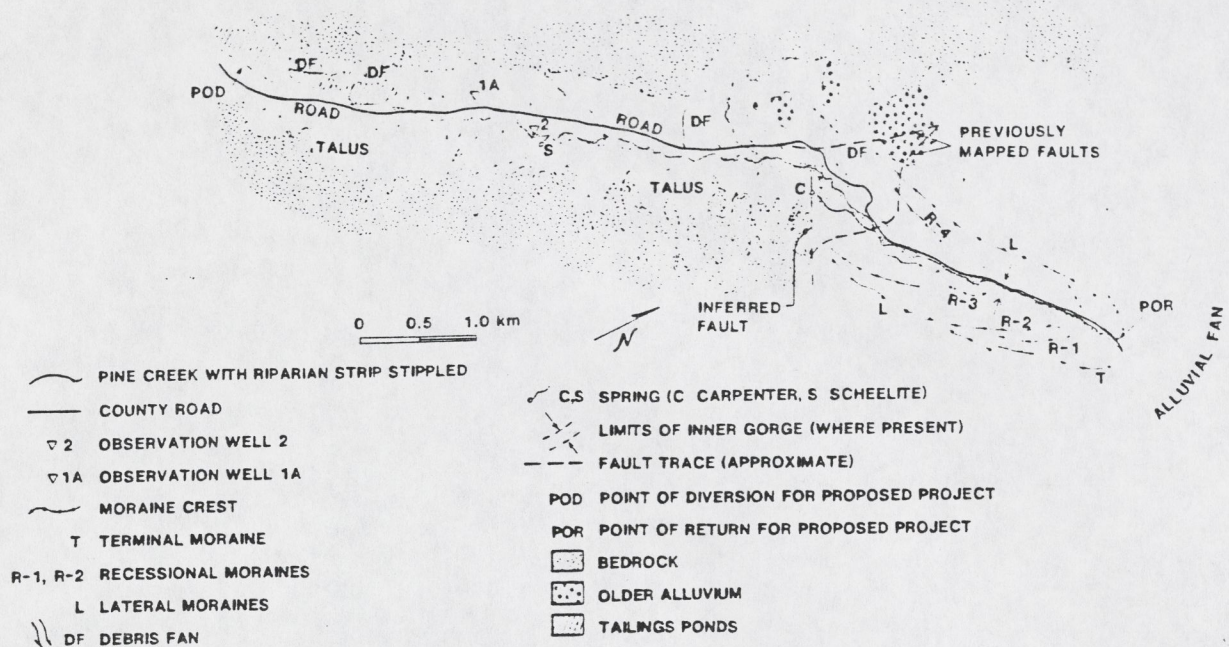 DF
DF
POD
1A
ROAD
ROAD
DF
2
S
TALUS
DF
PREVIOUSLY
MAPPED FAULTS
TALUS
C
R-4
L
INFERRED
FAULT
R-3
L
R-2
R-1
POR
T
ALLUVIAL FAN
0 0.5 1.0 km
N
PINE CREEK WITH RIPARIAN STRIP STIPPLED
COUNTY ROAD
2 OBSERVATION WELL 2
1A OBSERVATION WELL 1A
MORAINE CREST
T TERMINAL MORAINE
R-1, R-2 RECESSIONAL MORAINES
L LATERAL MORAINES
DF DEBRIS FAN
C,S SPRING (C CARPENTER, S SCHEELITE)
LIMITS OF INNER GORGE (WHERE PRESENT)
FAULT TRACE (APPROXIMATE)
POD POINT OF DIVERSION FOR PROPOSED PROJECT
POR POINT OF RETURN FOR PROPOSED PROJECT
BEDROCK
OLDER ALLUVIUM
TAILINGS PONDS